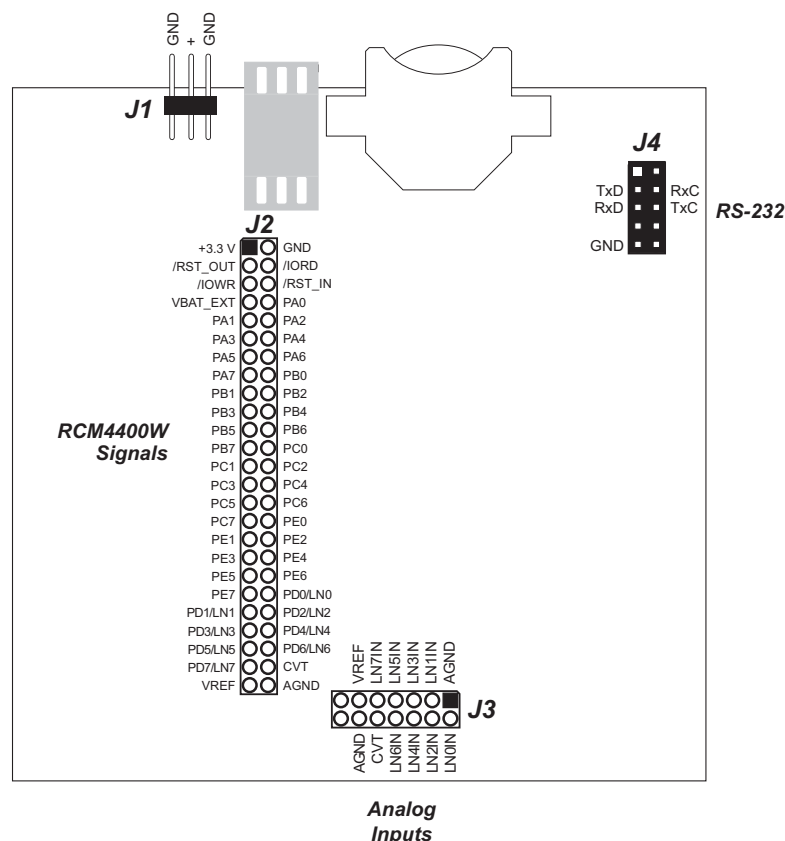 GND
+
GND
J1
J4
TxD RxC
RxD TxC
GND
RS-232
J2
+3.3 V GND
/RST_OUT /IORD
/IOWR /RST_IN
VBAT_EXT PA0
PA1 PA2
PA3 PA4
PA5 PA6
PA7 PB0
PB1 PB2
PB3 PB4
PB5 PB6
PB7 PC0
PC1 PC2
PC3 PC4
PC5 PC6
PC7 PE0
PE1 PE2
PE3 PE4
PE5 PE6
PE7 PD0/LN0
PD1/LN1 PD2/LN2
PD3/LN3 PD4/LN4
PD5/LN5 PD6/LN6
PD7/LN7 CVT
VREF AGND
RCM4400W
Signals
VREF
LN7IN
LN5IN
LN3IN
LN1IN
AGND
J3
AGND
CVT
LN6IN
LN4IN
LN2IN
LN0IN
Analog
Inputs